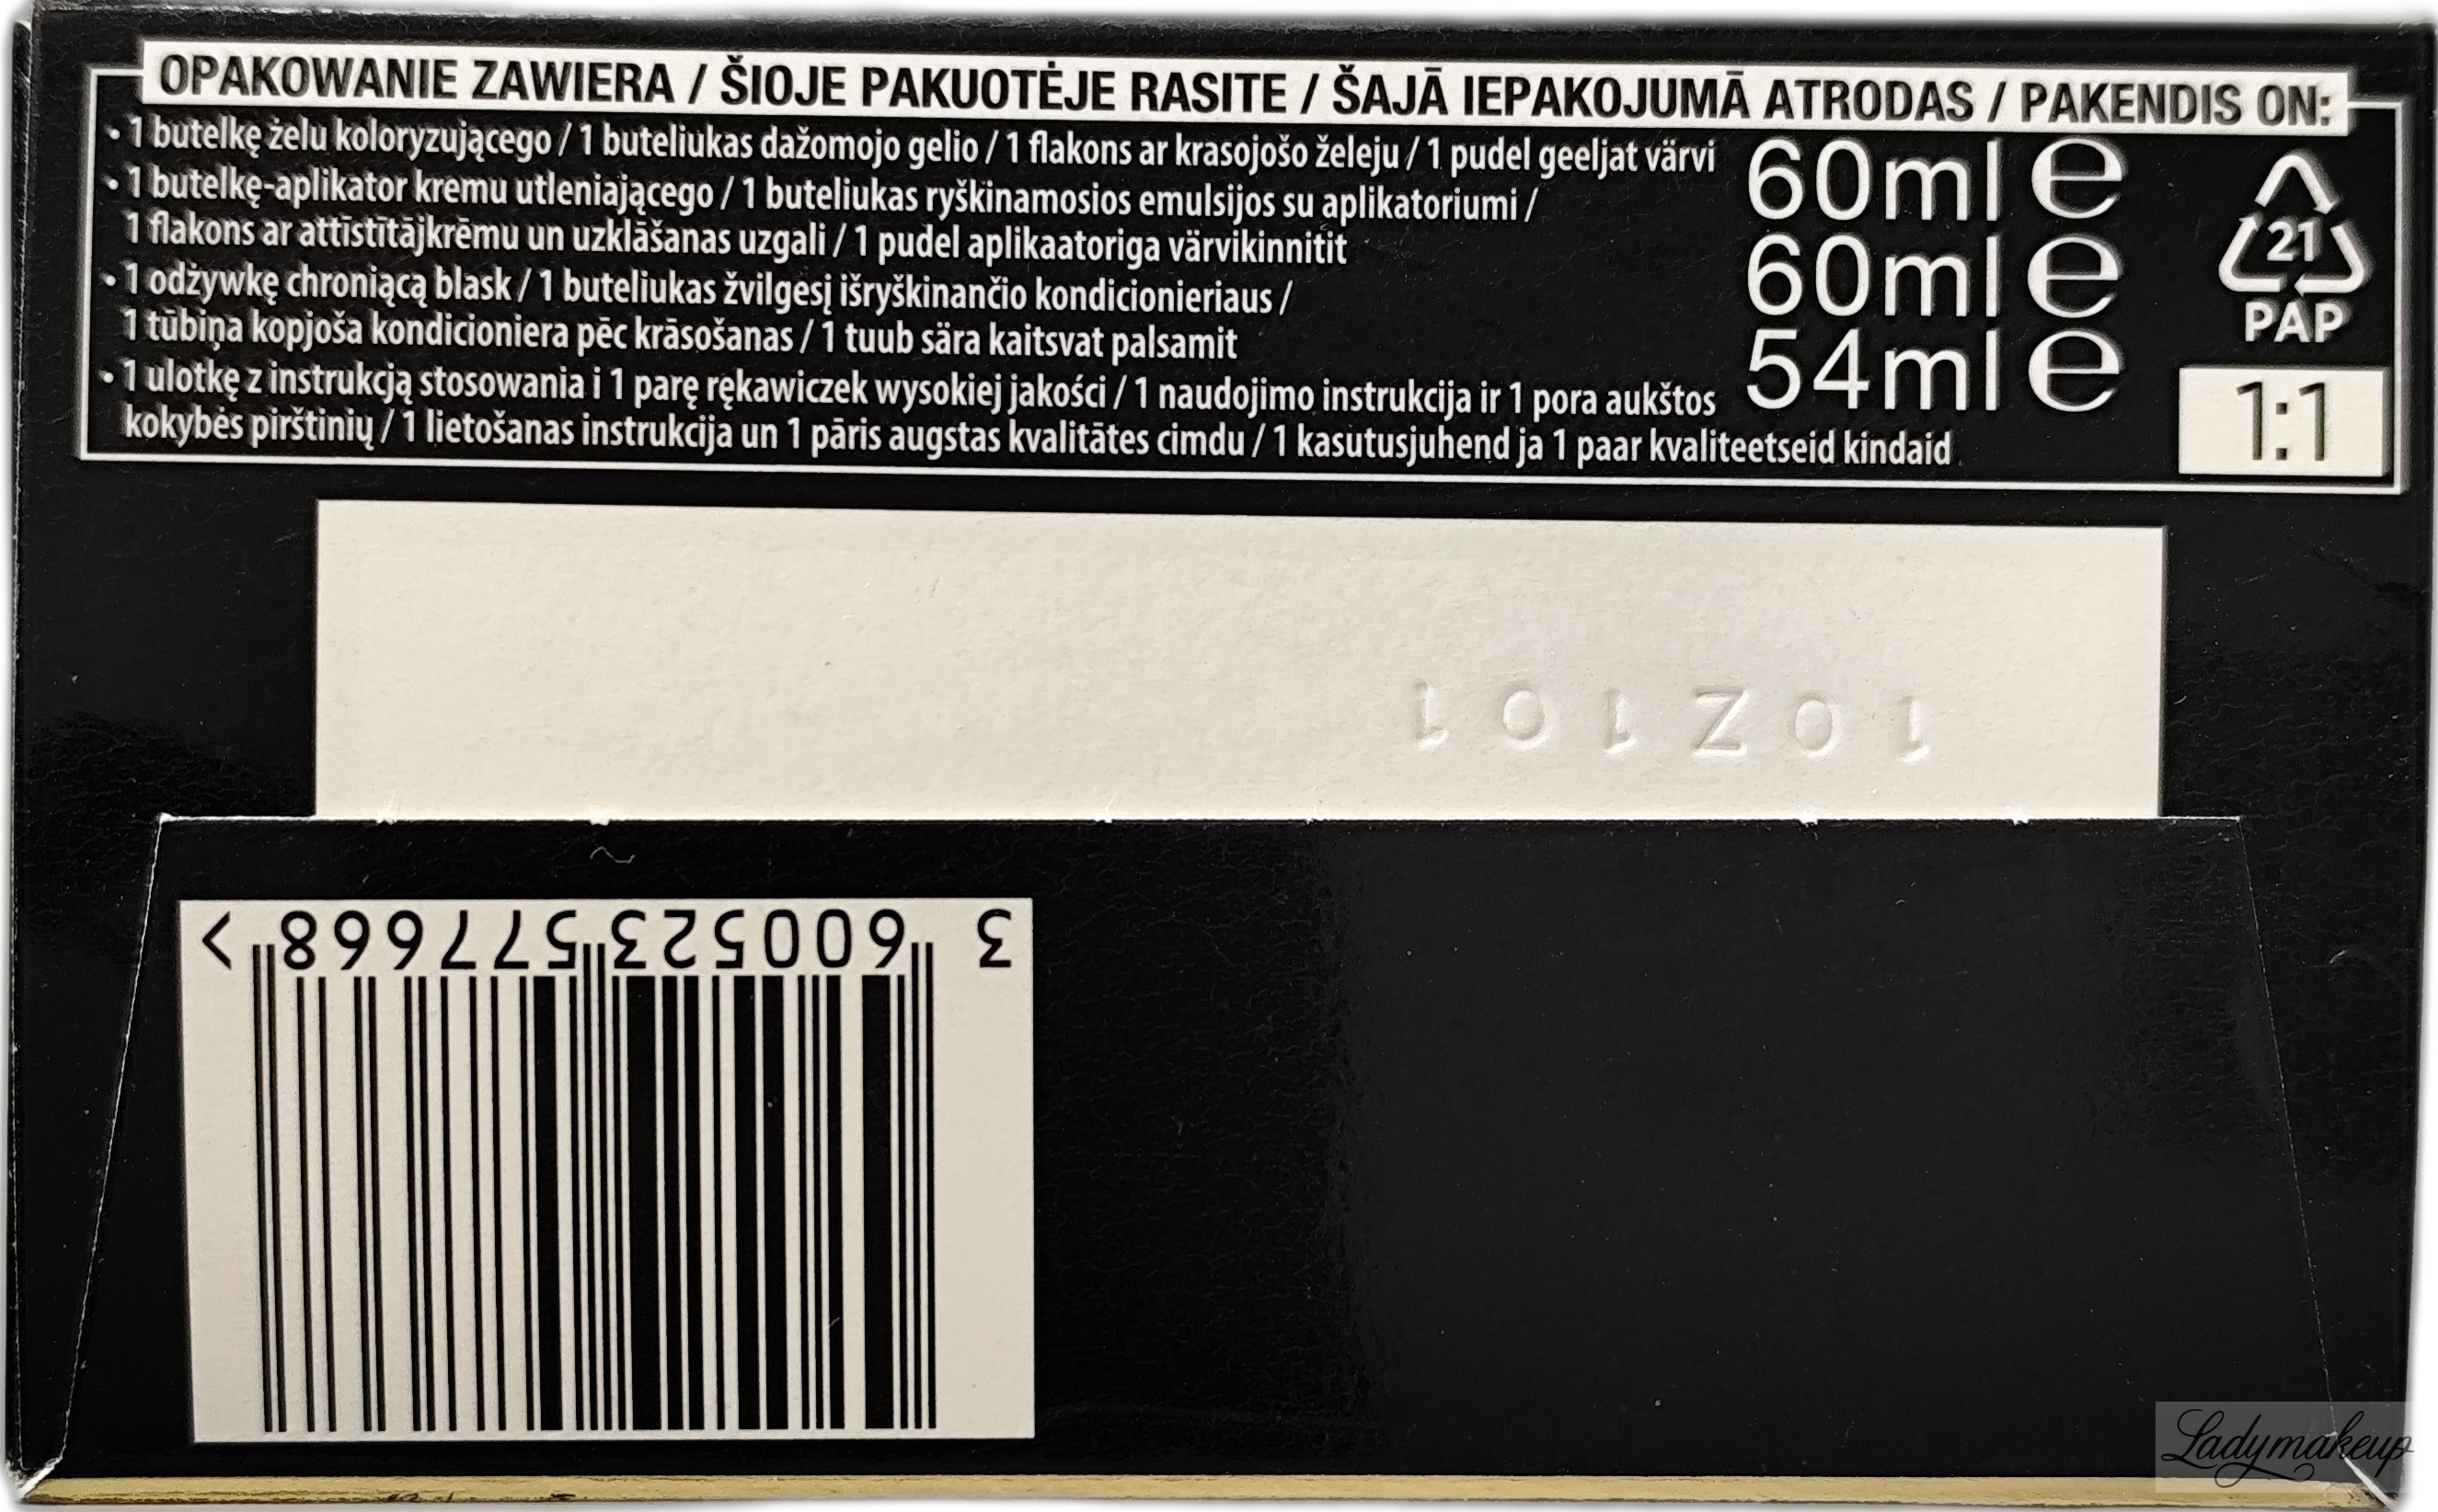 OPAKOWANIE ZAWIERA / ŠIOJE PAKUOTĖJE RASITE / ŠAJĀ IEPAKOJUMĀ ATRODAS / PAKENDIS ON:
• 1 butelkę żelu koloryzującego / 1 buteliukas dažomojo gelio / 1 flakons ar krasojošo želeju / 1 pudel geeljat värvi 60ml e
• 1 butelkę-aplikator kremu utleniającego / 1 buteliukas ryškinamosios emulsijos su aplikatoriumi /
1 flakons ar attīstītājkrēmu un uzklāšanas uzgali / 1 pudel aplikaatoriga värvikinnitit 60ml e
• 1 odżywkę chroniącą blask / 1 buteliukas žvilgesį išryškinančio kondicionieriaus /
1 tūbiņa kopjoša kondicioniera pēc krāsošanas / 1 tuub sära kaitsvat palsamit 54ml e
• 1 ulotkę z instrukcją stosowania i 1 parę rękawiczek wysokiej jakości / 1 naudojimo instrukcija ir 1 pora aukštos
kokybės pirštinių / 1 lietošanas instrukcija un 1 pāris augstas kvalitātes cimdu / 1 kasutusjuhend ja 1 paar kvaliteetseid kindaid
21
PAP
1:1
10Z101
3 600523 577668 >
Ladymakeup